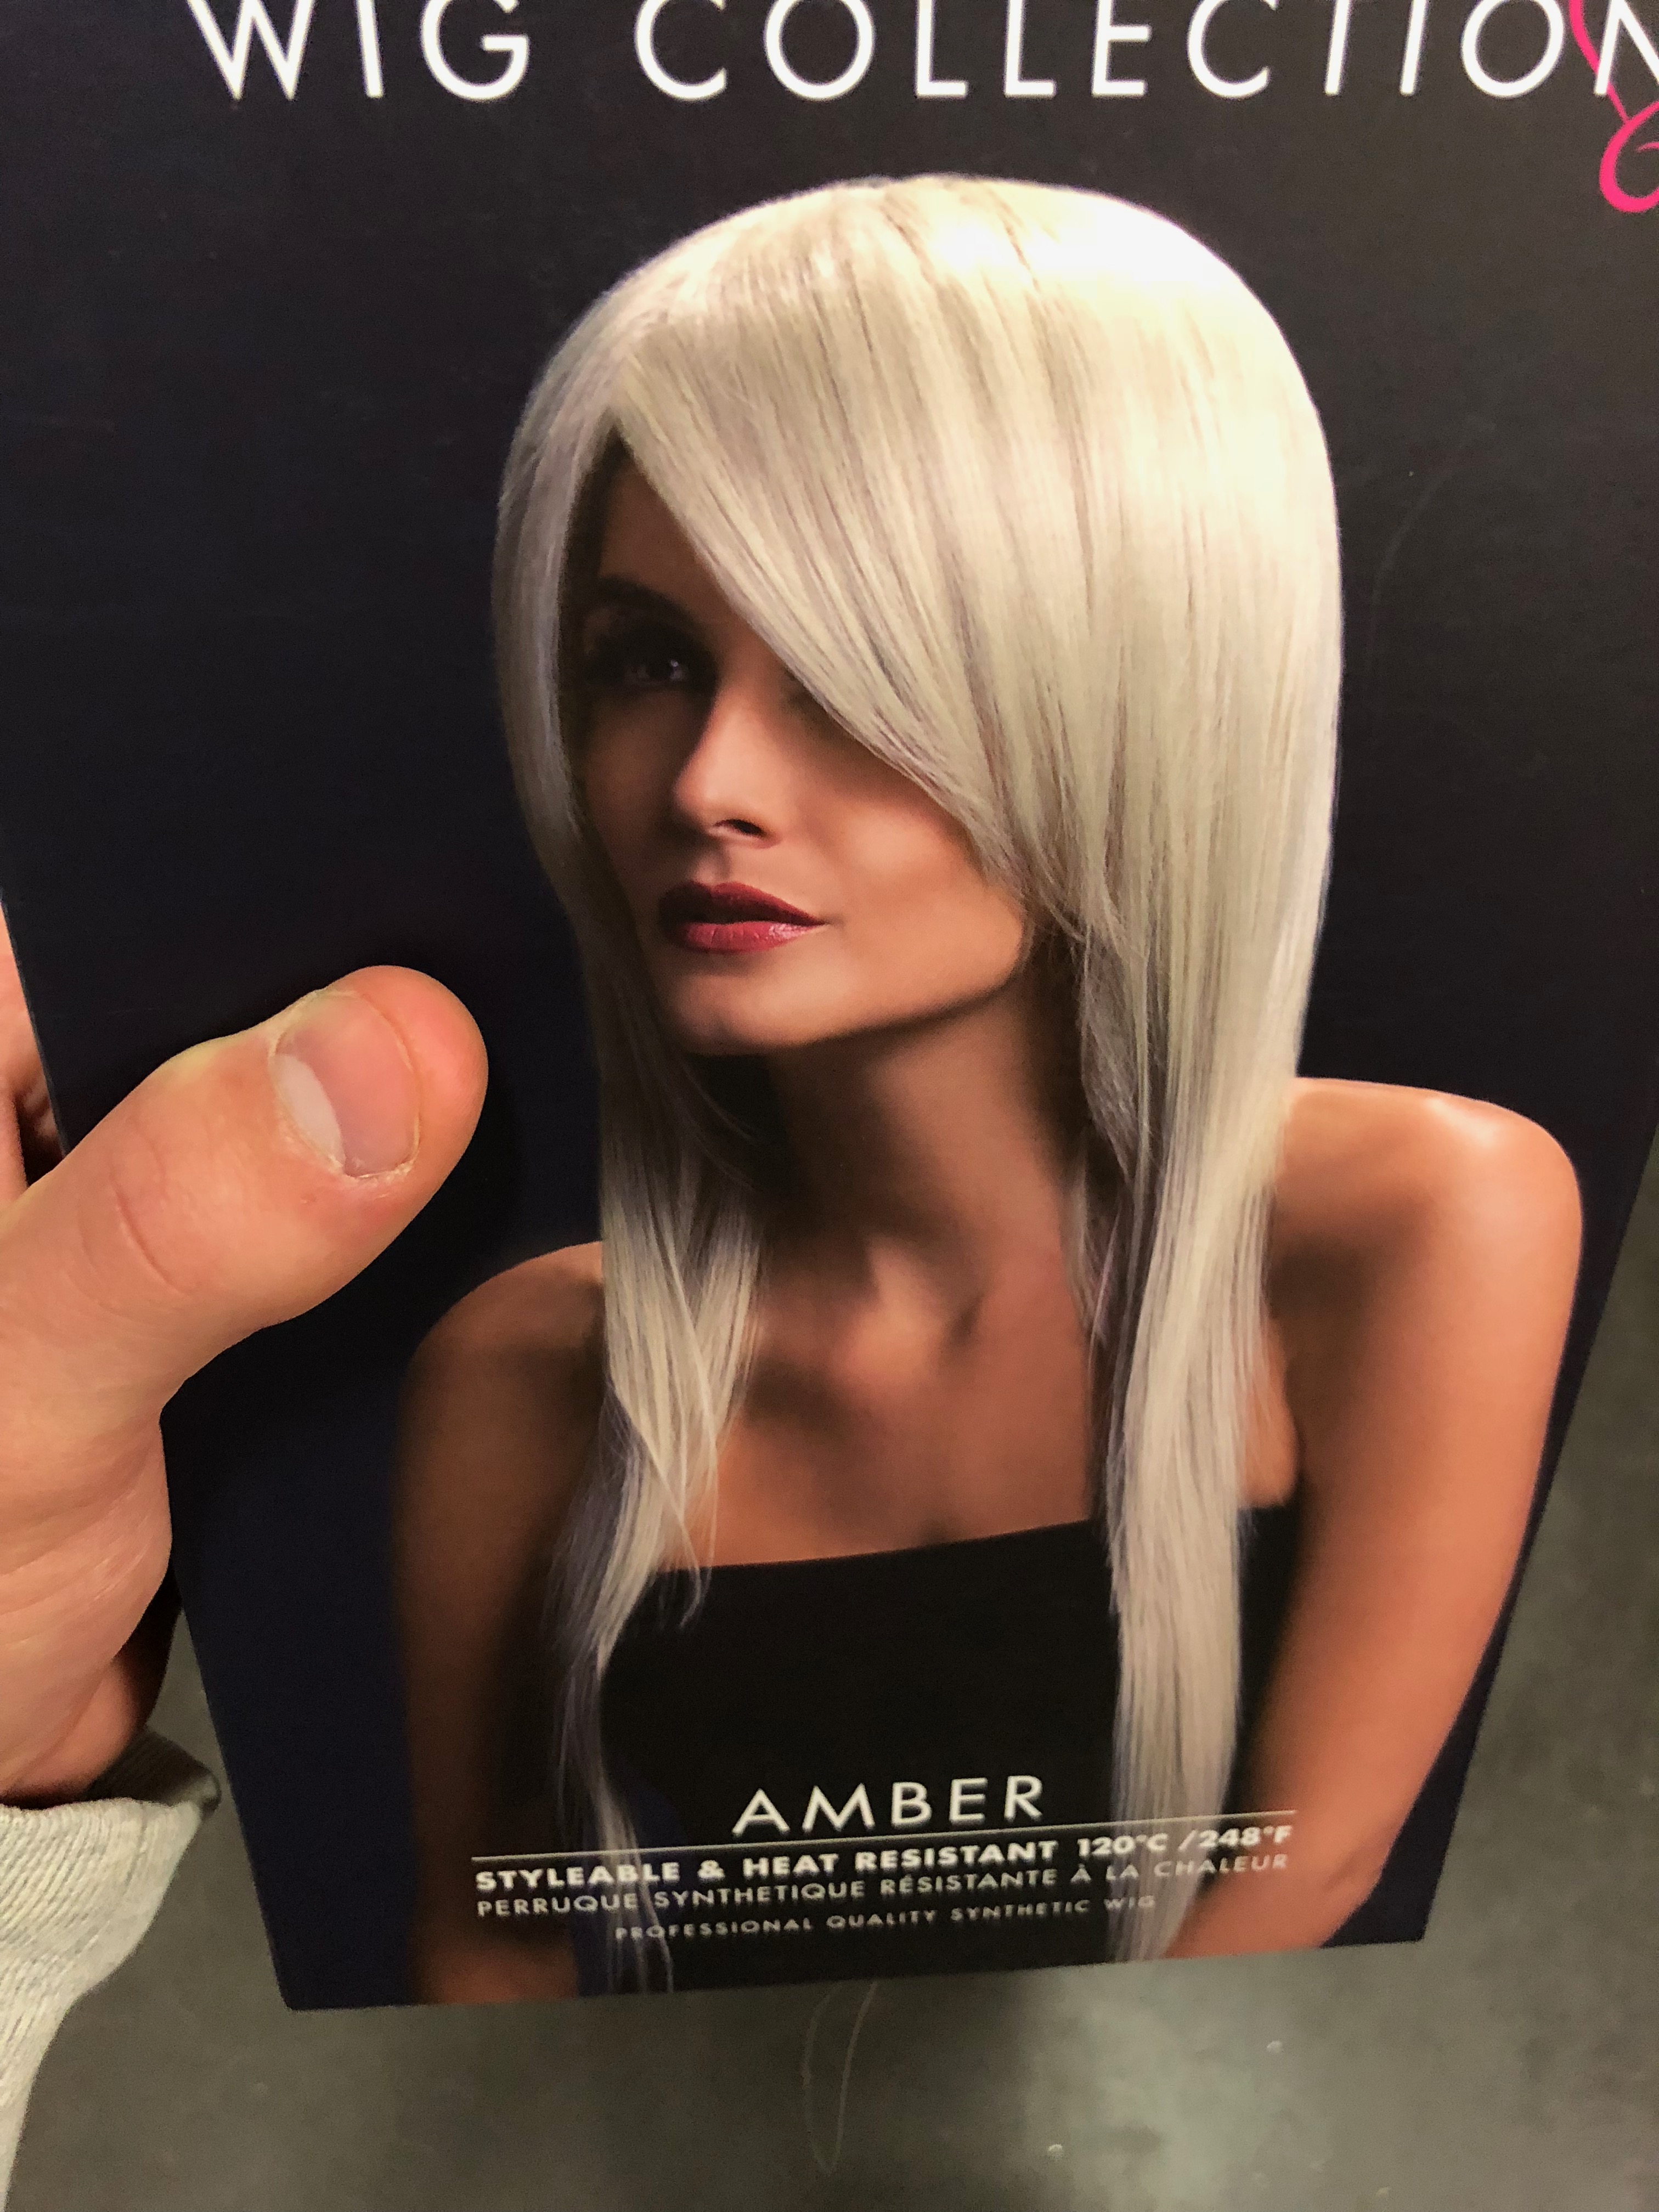 WIG COLLECTION
AMBER
STYLEABLE & HEAT RESISTANT 120°C /248°F
PERRUQUE SYNTHETIQUE RÉSISTANTE À LA CHALEUR
PROFESSIONAL QUALITY SYNTHETIC WIG